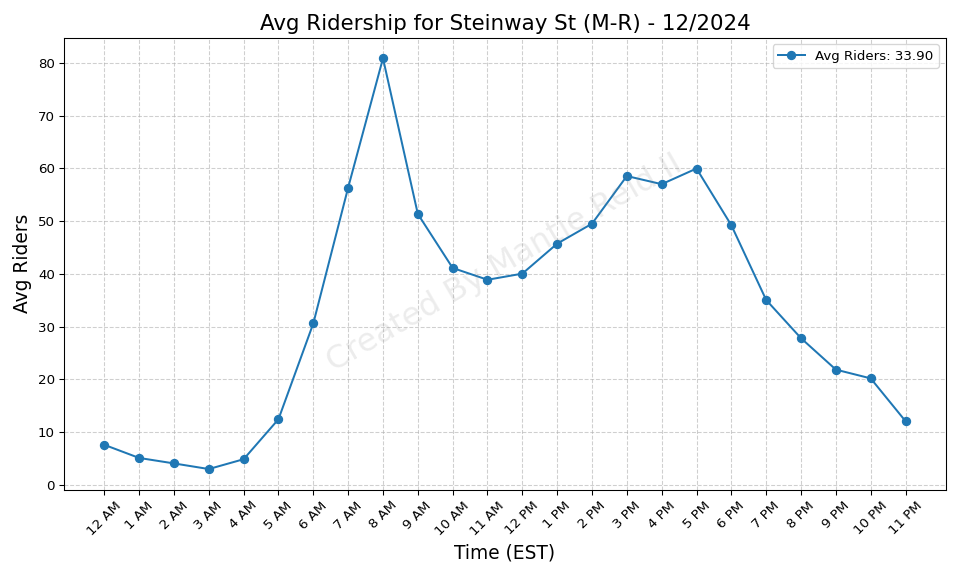 Avg Ridership for Steinway St (M-R) - 12/2024
Avg Riders: 33.90
Avg Riders
80
70
60
50
40
30
20
10
0
Created By Mantle Reid II
12 AM
1 AM
2 AM
3 AM
4 AM
5 AM
6 AM
7 AM
8 AM
9 AM
10 AM
11 AM
12 PM
1 PM
2 PM
3 PM
4 PM
5 PM
6 PM
7 PM
8 PM
9 PM
10 PM
11 PM
Time (EST)